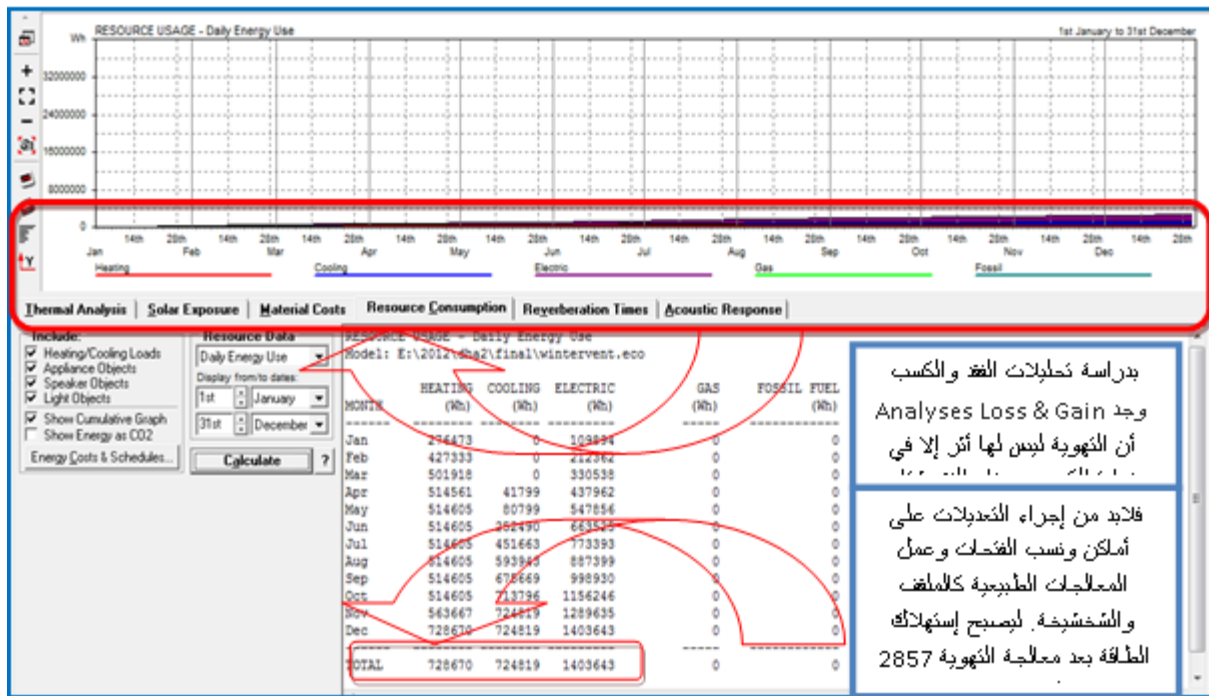 RESOURCE USAGE - Daily Energy Use
1st January to 31st December
Wh
32000000
24000000
16000000
8000000
0
14th 28th 14th 28th 14th 28th 14th 28th 14th 28th 14th 28th 14th 28th 14th 28th 14th 28th 14th 28th 14th 28th 14th 28th
Jan Feb Mar Apr May Jun Jul Aug Sep Oct Nov Dec
Heating Cooling Electric Gas Fossil
Thermal Analysis Solar Exposure Material Costs Resource Consumption Reverberation Times Acoustic Response
Include:
Heating/Cooling Loads
Appliance Objects
Speaker Objects
Light Objects
Show Cumulative Graph
Show Energy as CO2
Energy Costs & Schedules...
Resource Data
Daily Energy Use
Display from/to dates:
1st January
31st December
Calculate ?
RESOURCE USAGE - Daily Energy Use
Model: E:\2012\dha2\final\wintervent.eco
HEATING COOLING ELECTRIC GAS FOSSIL FUEL
MONTH (Wh) (Wh) (Wh) (Wh) (Wh)
Jan 276473 0 109894 0 0
Feb 427333 0 212362 0 0
Mar 501918 0 330538 0 0
Apr 514561 41799 437962 0 0
May 514605 80799 547856 0 0
Jun 514605 0 0
Jul 514605 451663 773393 0 0
Aug 514605 887399 0 0
Sep 514605 998930 0 0
Oct 514605 713796 1156246 0 0
Nov 563667 724819 1289635 0 0
Dec 728670 724819 1403643 0 0
TOTAL 728670 724819 1403643 0 0
بدراسة تحليلات الفقد والكسب
Analyses Loss & Gain وجد
أن التهوية ليس لها أثر إلا في
فلابد من إجراء التعديلات على
أماكن ونسب الفتحات وعمل
المعالجات الطبيعية كالملقف
والشخشيخة. ليصبح إستهلاك
الطاقة بعد معالجة التهوية 2857